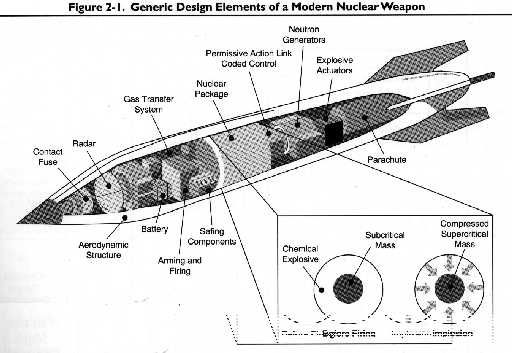 Figure 2-1. Generic Design Elements of a Modern Nuclear Weapon
Neutron
Generators
Permissive Action Link
Coded Control
Explosive
Actuators
Nuclear
Package
Gas Transfer
System
Radar
Contact
Fuse
Parachute
Battery
Safing
Components
Aerodynamic
Structure
Arming and
Firing
Chemical
Explosive
Subcritical
Mass
Compressed
Supercritical
Mass
Before Firing
Implosion